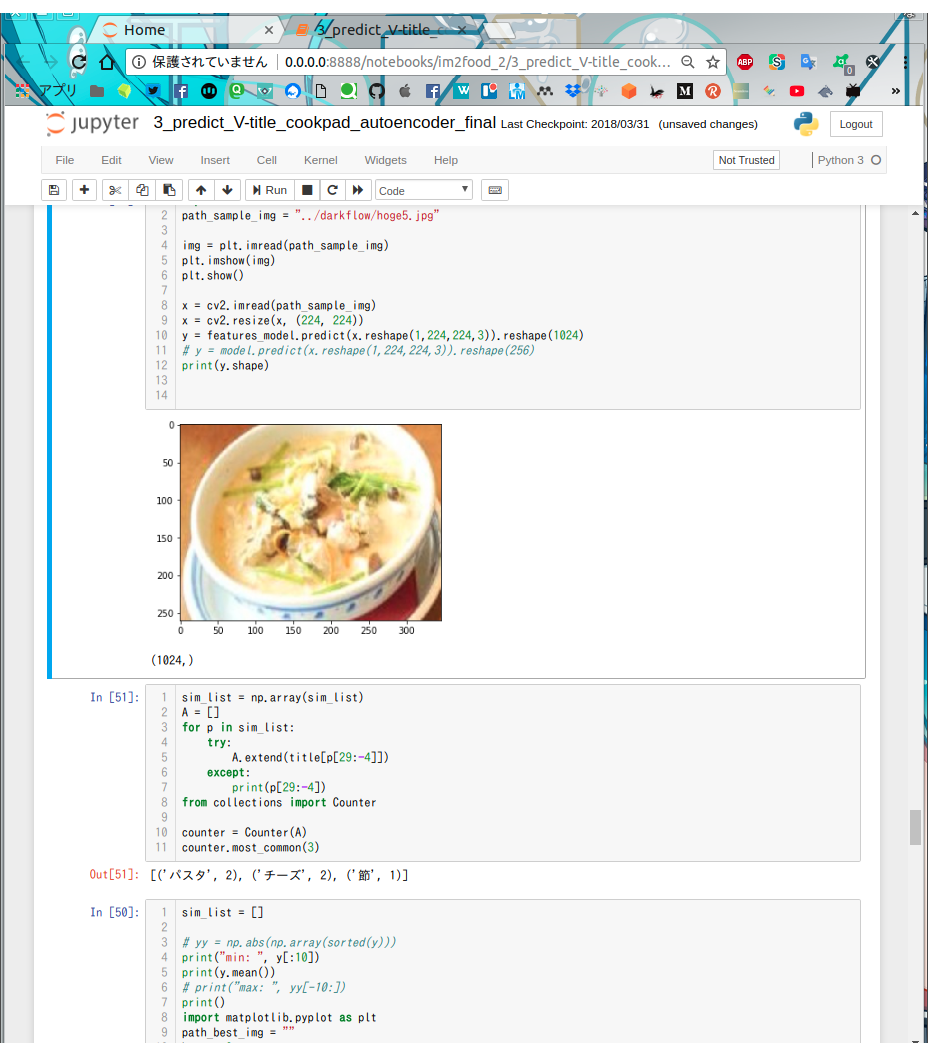 Home ×
3_predict_V-title_c ×
保護されていません 0.0.0.0:8888/notebooks/im2food_2/3_predict_V-title_cook...
アプリ »
jupyter 3_predict_V-title_cookpad_autoencoder_final Last Checkpoint: 2018/03/31 (unsaved changes) Logout
File Edit View Insert Cell Kernel Widgets Help Not Trusted Python 3
Run Code
2 path_sample_img = "../darkflow/hoge5.jpg"
3
4 img = plt.imread(path_sample_img)
5 plt.imshow(img)
6 plt.show()
7
8 x = cv2.imread(path_sample_img)
9 x = cv2.resize(x, (224, 224))
10 y = features_model.predict(x.reshape(1,224,224,3)).reshape(1024)
11 # y = model.predict(x.reshape(1,224,224,3)).reshape(256)
12 print(y.shape)
13
14
0
50
100
150
200
250
0 50 100 150 200 250 300
(1024,)
In [51]:
1 sim_list = np.array(sim_list)
2 A = []
3 for p in sim_list:
4 try:
5 A.extend(title[p[29:-4]])
6 except:
7 print(p[29:-4])
8 from collections import Counter
9
10 counter = Counter(A)
11 counter.most_common(3)
Out[51]: [('パスタ', 2), ('チーズ', 2), ('節', 1)]
In [50]:
1 sim_list = []
2
3 # yy = np.abs(np.array(sorted(y)))
4 print("min: ", y[:10])
5 print(y.mean())
6 # print("max: ", yy[-10:])
7 print()
8 import matplotlib.pyplot as plt
9 path_best_img = ""